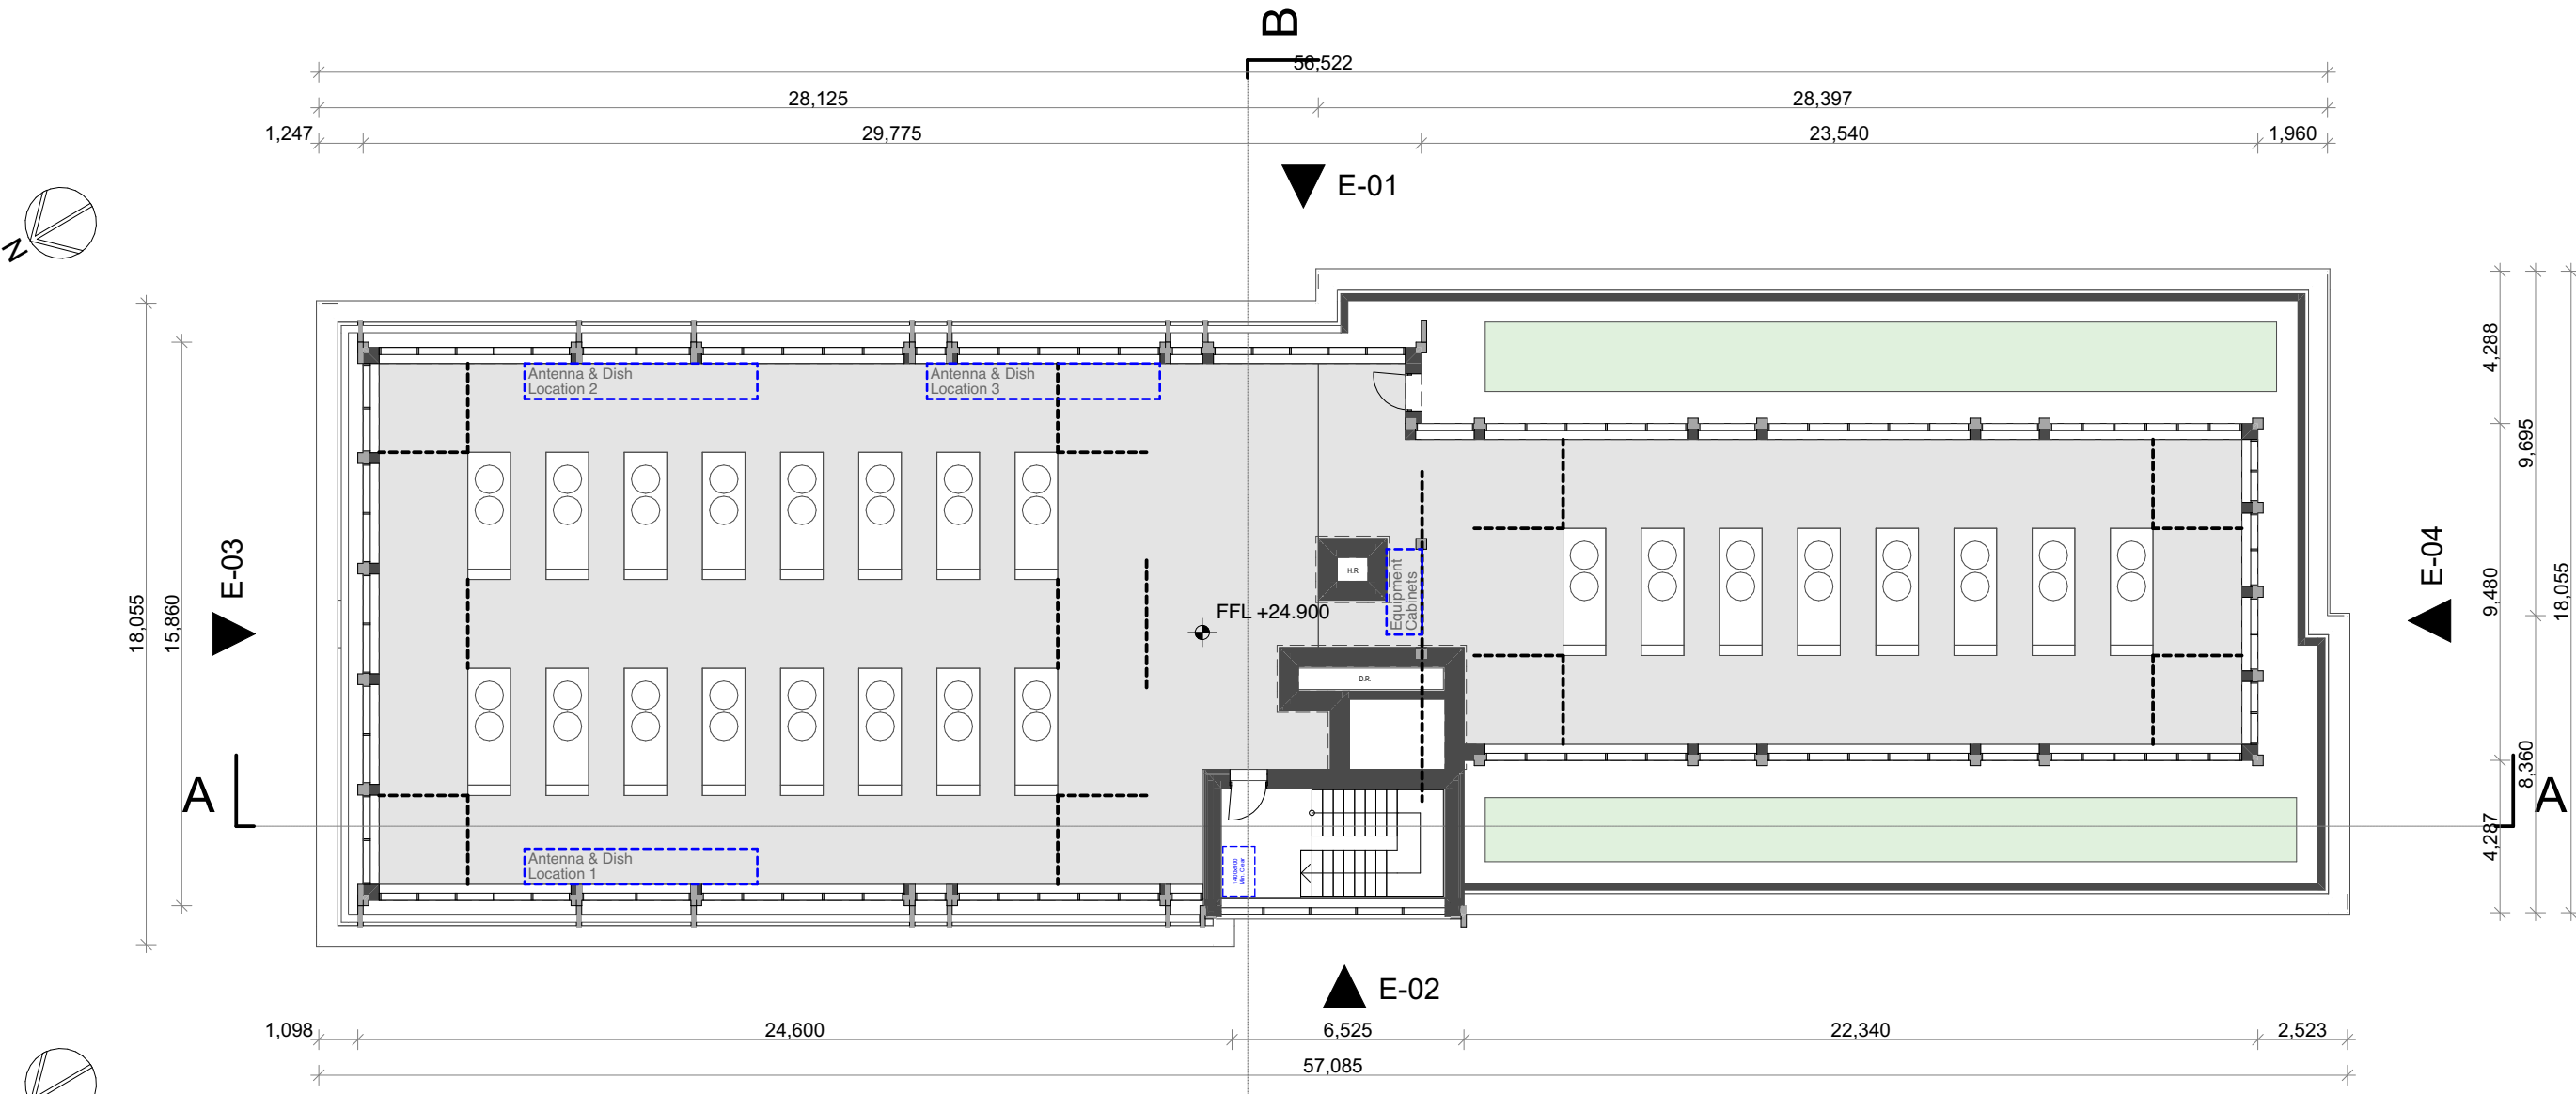 B
56,522
28,125
28,397
1,247
29,775
23,540
1,960
E-01
N
Antenna & Dish
Location 2
Antenna & Dish
Location 3
4,288
9,695
18,055
15,860
E-03
H.R.
Equipment
Cabinets
FFL +24.900
E-04
9,480
18,055
D.R.
A
8,360
A
4,287
Antenna & Dish
Location 1
E-02
1,098
24,600
6,525
22,340
2,523
57,085